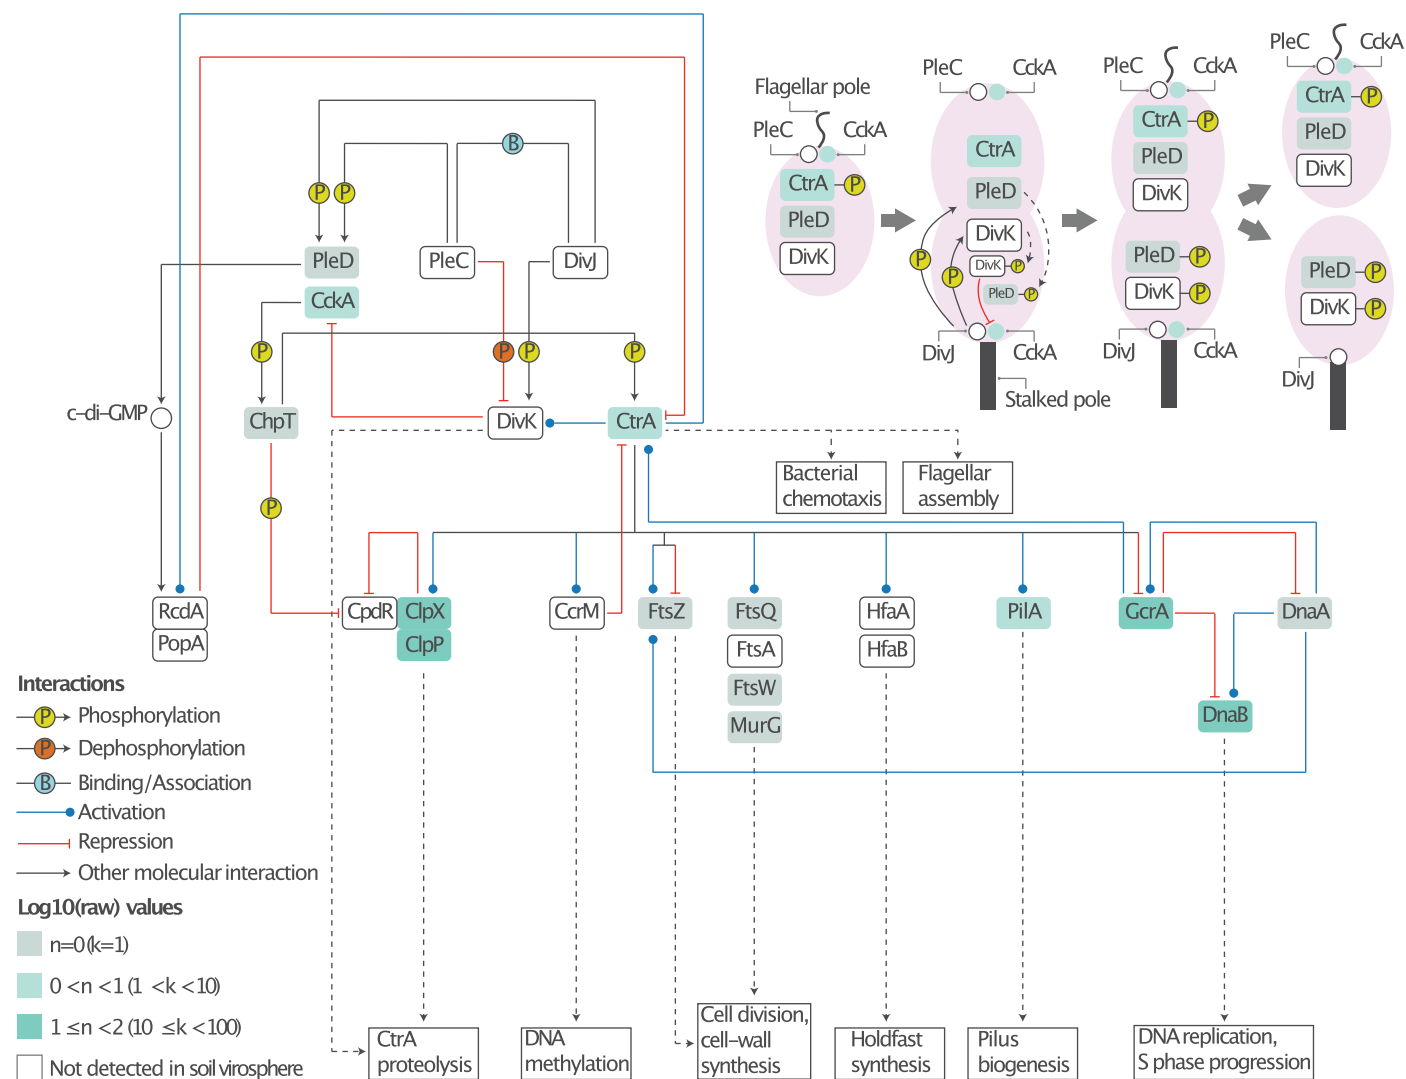 Flagellar pole
PleC
CckA
CtrA
P
PleD
DivK
PleC
CckA
CtrA
PleD
DivK
DivK
P
PleD
P
P
P
DivJ
CckA
Stalked pole
PleC
CckA
CtrA
P
PleD
DivK
PleD
P
DivK
P
DivJ
CckA
PleC
CckA
CtrA
P
PleD
DivK
PleD
P
DivK
P
DivJ
B
P
P
PleD
PleC
DivJ
CckA
P
P
P
P
c-di-GMP
ChpT
DivK
CtrA
Bacterial
chemotaxis
Flagellar
assembly
P
RcdA
PopA
CpdR
ClpX
ClpP
CcrM
FtsZ
FtsQ
FtsA
FtsW
MurG
HfaA
HfaB
PilA
GcrA
DnaA
DnaB
Interactions
P Phosphorylation
P Dephosphorylation
B Binding/Association
Activation
Repression
Other molecular interaction
Log10(raw) values
n=0(k=1)
0 <n <1 (1 <k <10)
1 ≤n <2 (10 ≤k <100)
Not detected in soil virosphere
CtrA
proteolysis
DNA
methylation
Cell division,
cell-wall
synthesis
Holdfast
synthesis
Pilus
biogenesis
DNA replication,
S phase progression